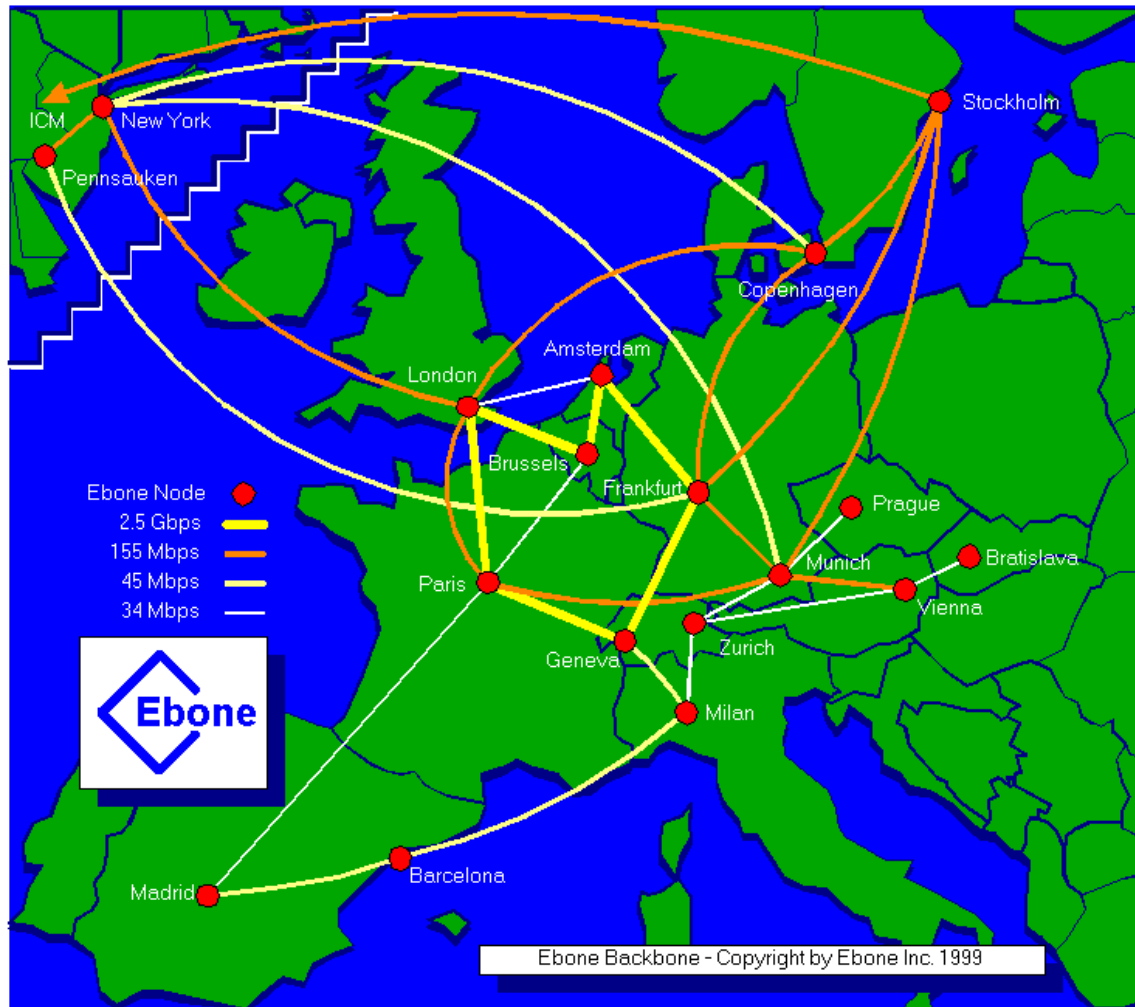 Stockholm
ICM
New York
Pennsauken
Copenhagen
Amsterdam
London
Brussels
Frankfurt
Ebone Node
2.5 Gbps
155 Mbps
45 Mbps
34 Mbps
Prague
Munich
Bratislava
Paris
Vienna
Zurich
Geneva
Ebone
Milan
Barcelona
Madrid
Ebone Backbone - Copyright by Ebone Inc. 1999